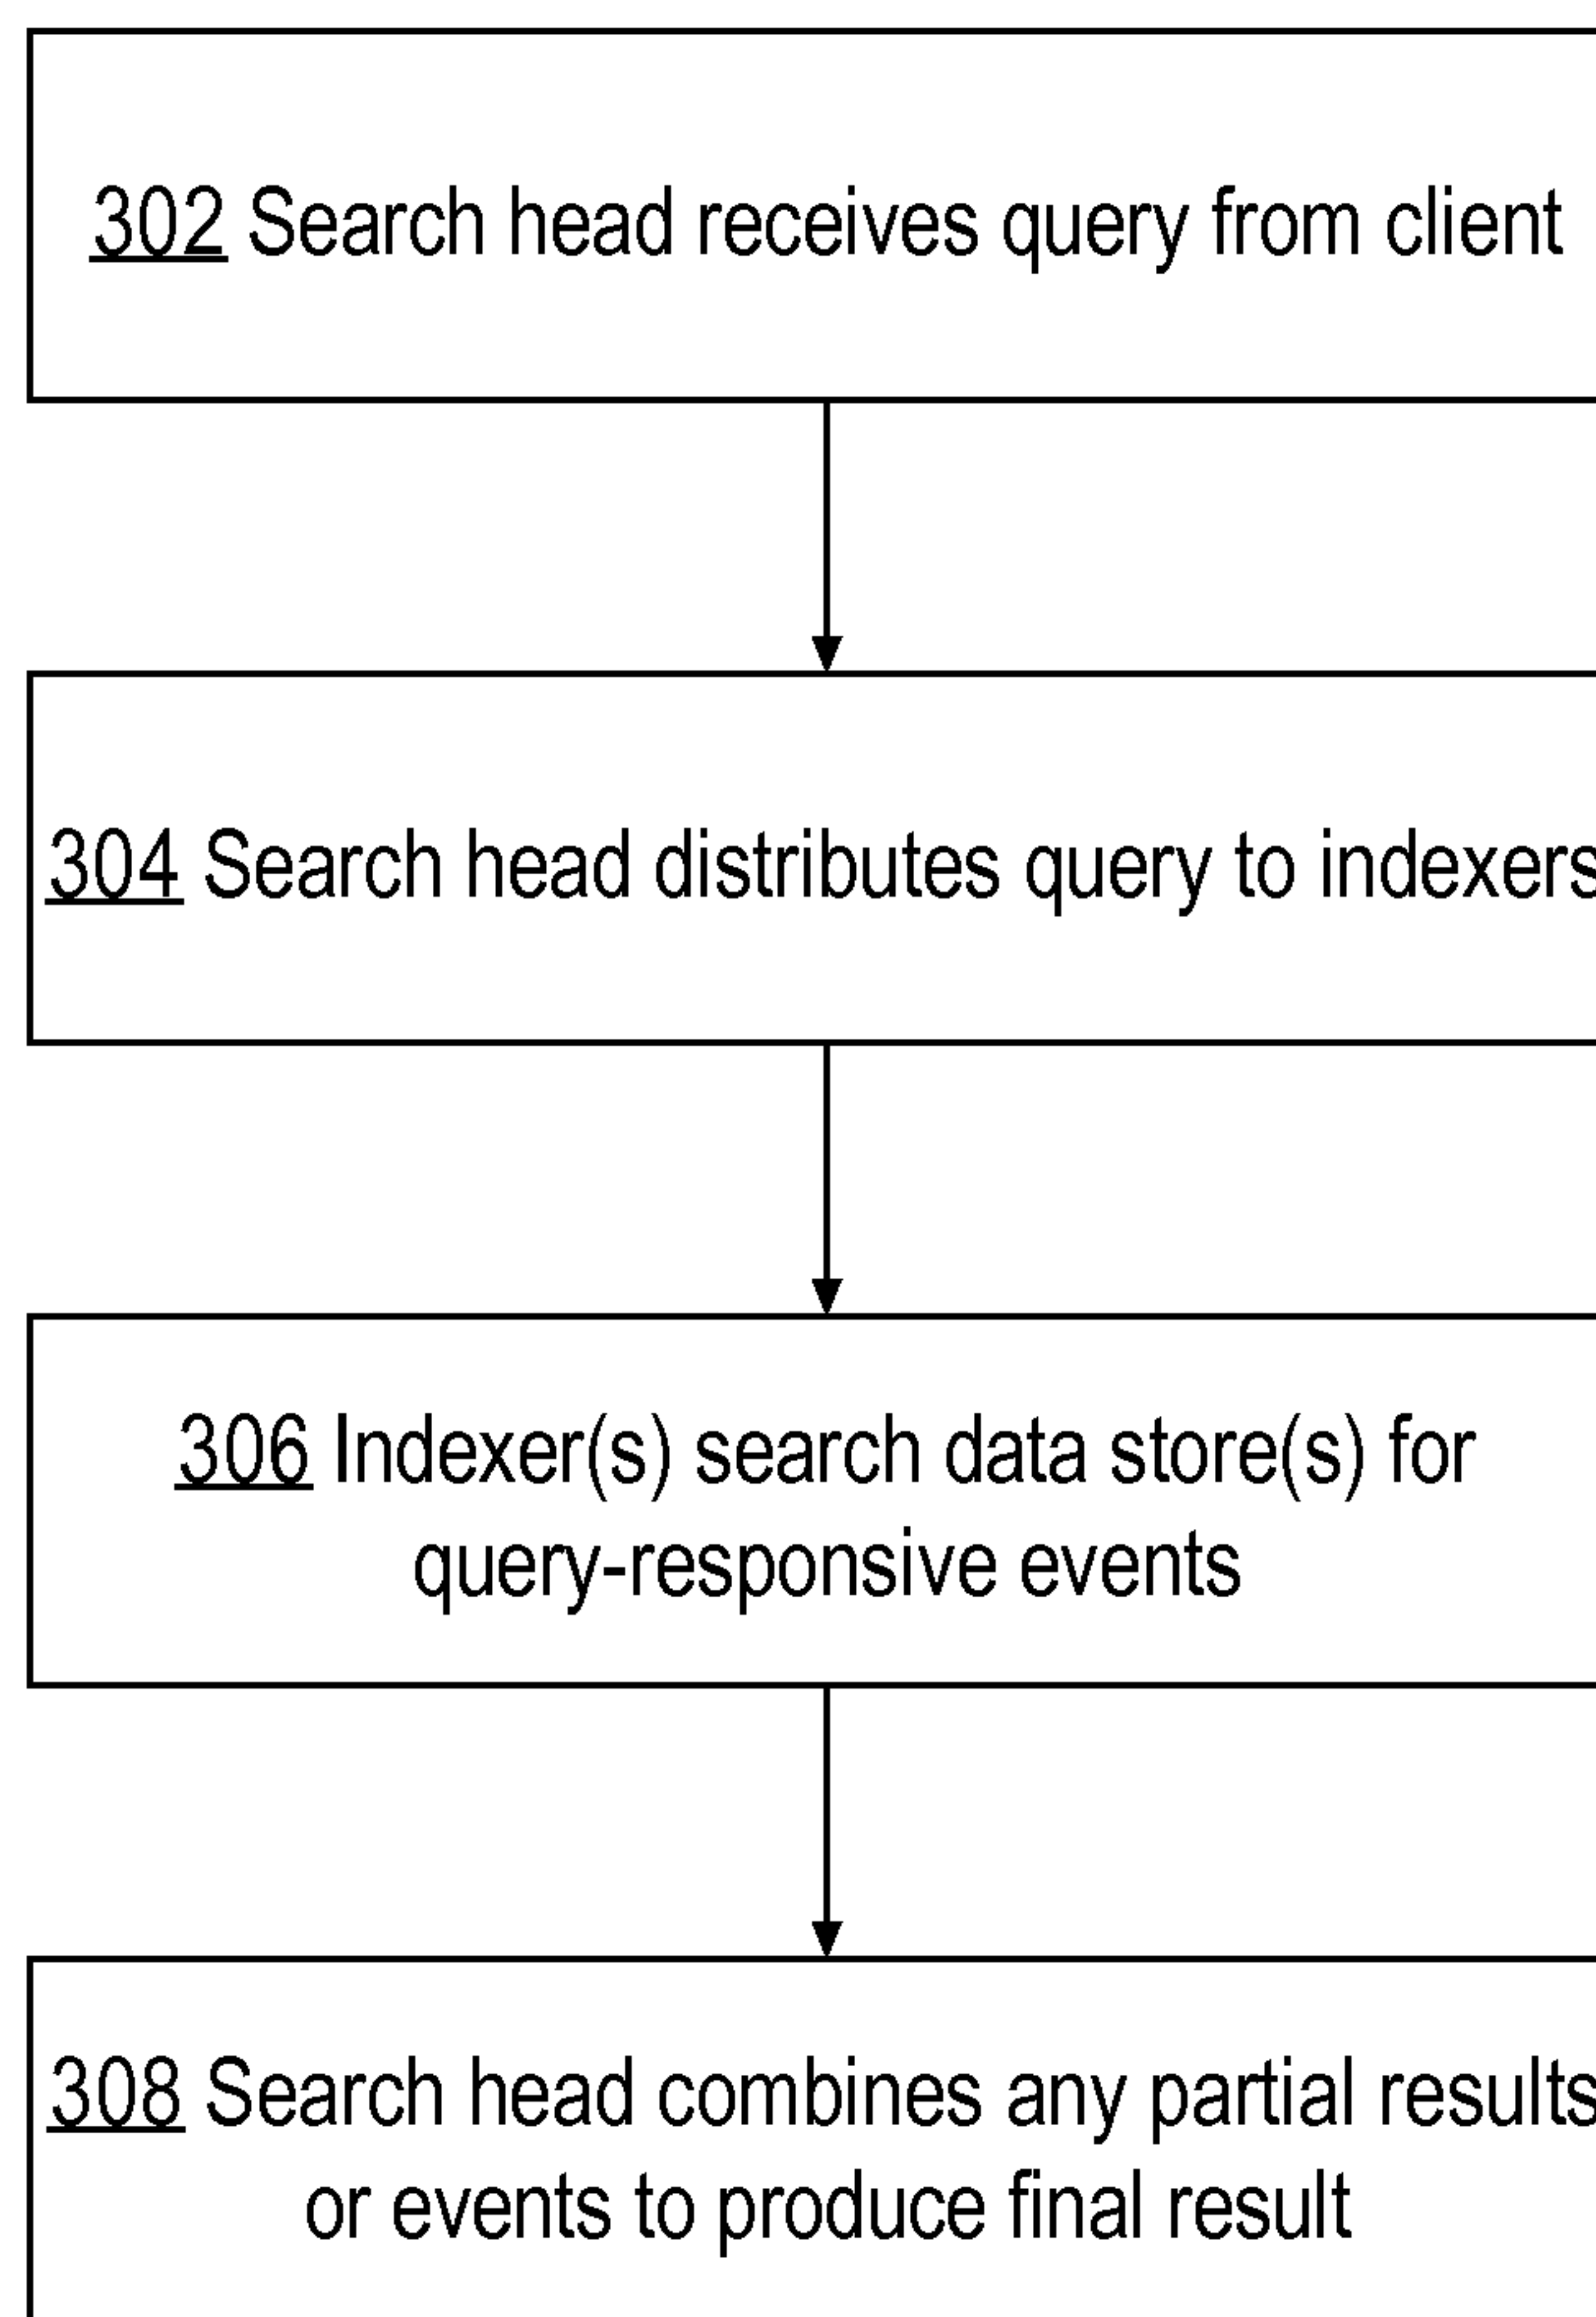 302 Search head receives query from client
304 Search head distributes query to indexers
306 Indexer(s) search data store(s) for
query-responsive events
308 Search head combines any partial results
or events to produce final result